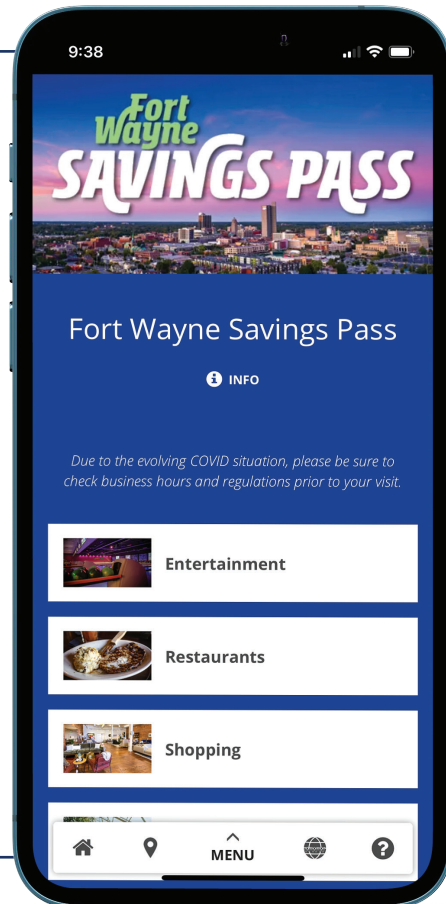 9:38
Fort
Wayne
SAVINGS PASS
Fort Wayne Savings Pass
INFO
Due to the evolving COVID situation, please be sure to
check business hours and regulations prior to your visit.
Entertainment
Restaurants
Shopping
MENU